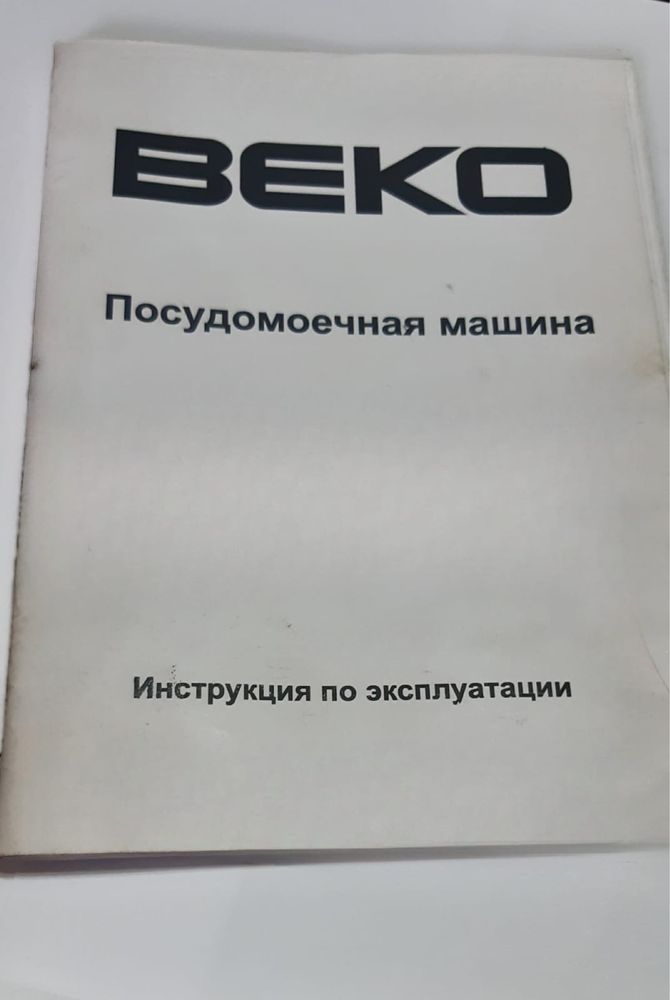 BEKO
Посудомоечная машина
Инструкция по эксплуатации